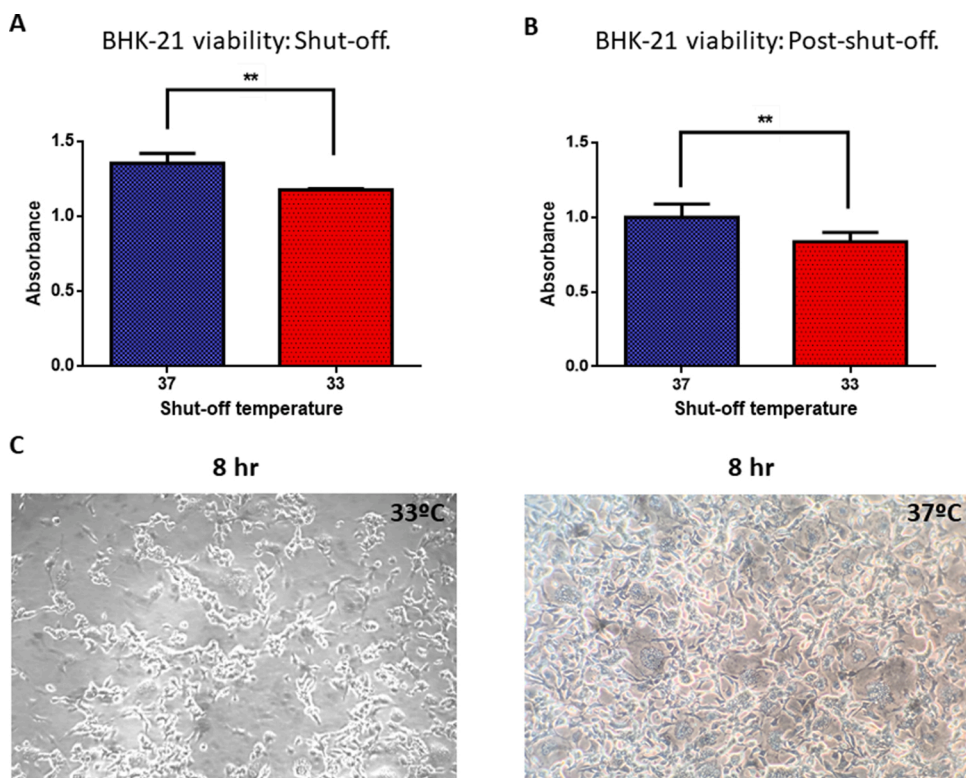 A
BHK-21 viability: Shut-off.
**
1.5
1.0
0.5
0.0
Absorbance
37
33
Shut-off temperature
B
BHK-21 viability: Post-shut-off.
**
1.5
1.0
0.5
0.0
Absorbance
37
33
Shut-off temperature
C
8 hr
33ºC
8 hr
37ºC